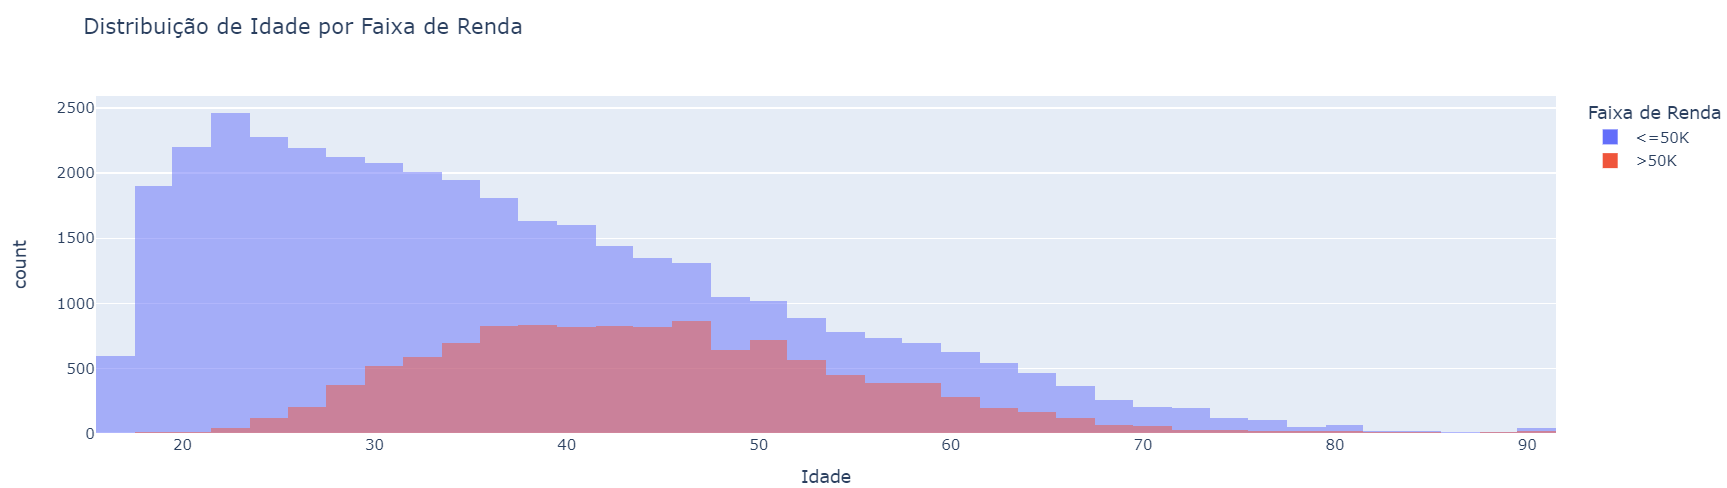 Distribuição de Idade por Faixa de Renda
Faixa de Renda
<=50K
>50K
count
2500
2000
1500
1000
500
0
20 30 40 50 60 70 80 90
Idade